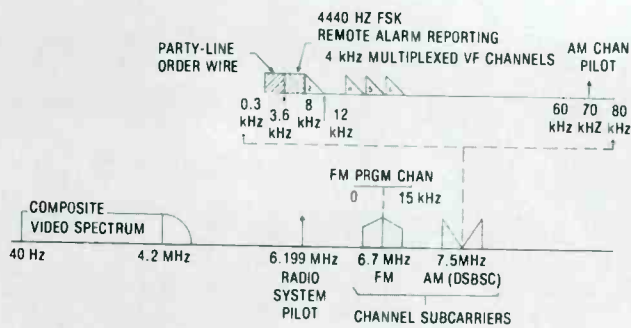 4440 HZ FSK
REMOTE ALARM REPORTING
PARTY-LINE
ORDER WIRE
4 kHz MULTIPLEXED VF CHANNELS
AM CHAN
PILOT
0.3
kHz
3.6
kHz
8
kHz
12
kHz
60
kHz
70
kHZ
80
kHz
FM PRGM CHAN
0
15 kHz
COMPOSITE
VIDEO SPECTRUM
40 Hz
4.2 MHz
6.199 MHz
RADIO
SYSTEM
PILOT
6.7 MHz
FM
7.5MHz
AM (DSBSC)
CHANNEL SUBCARRIERS